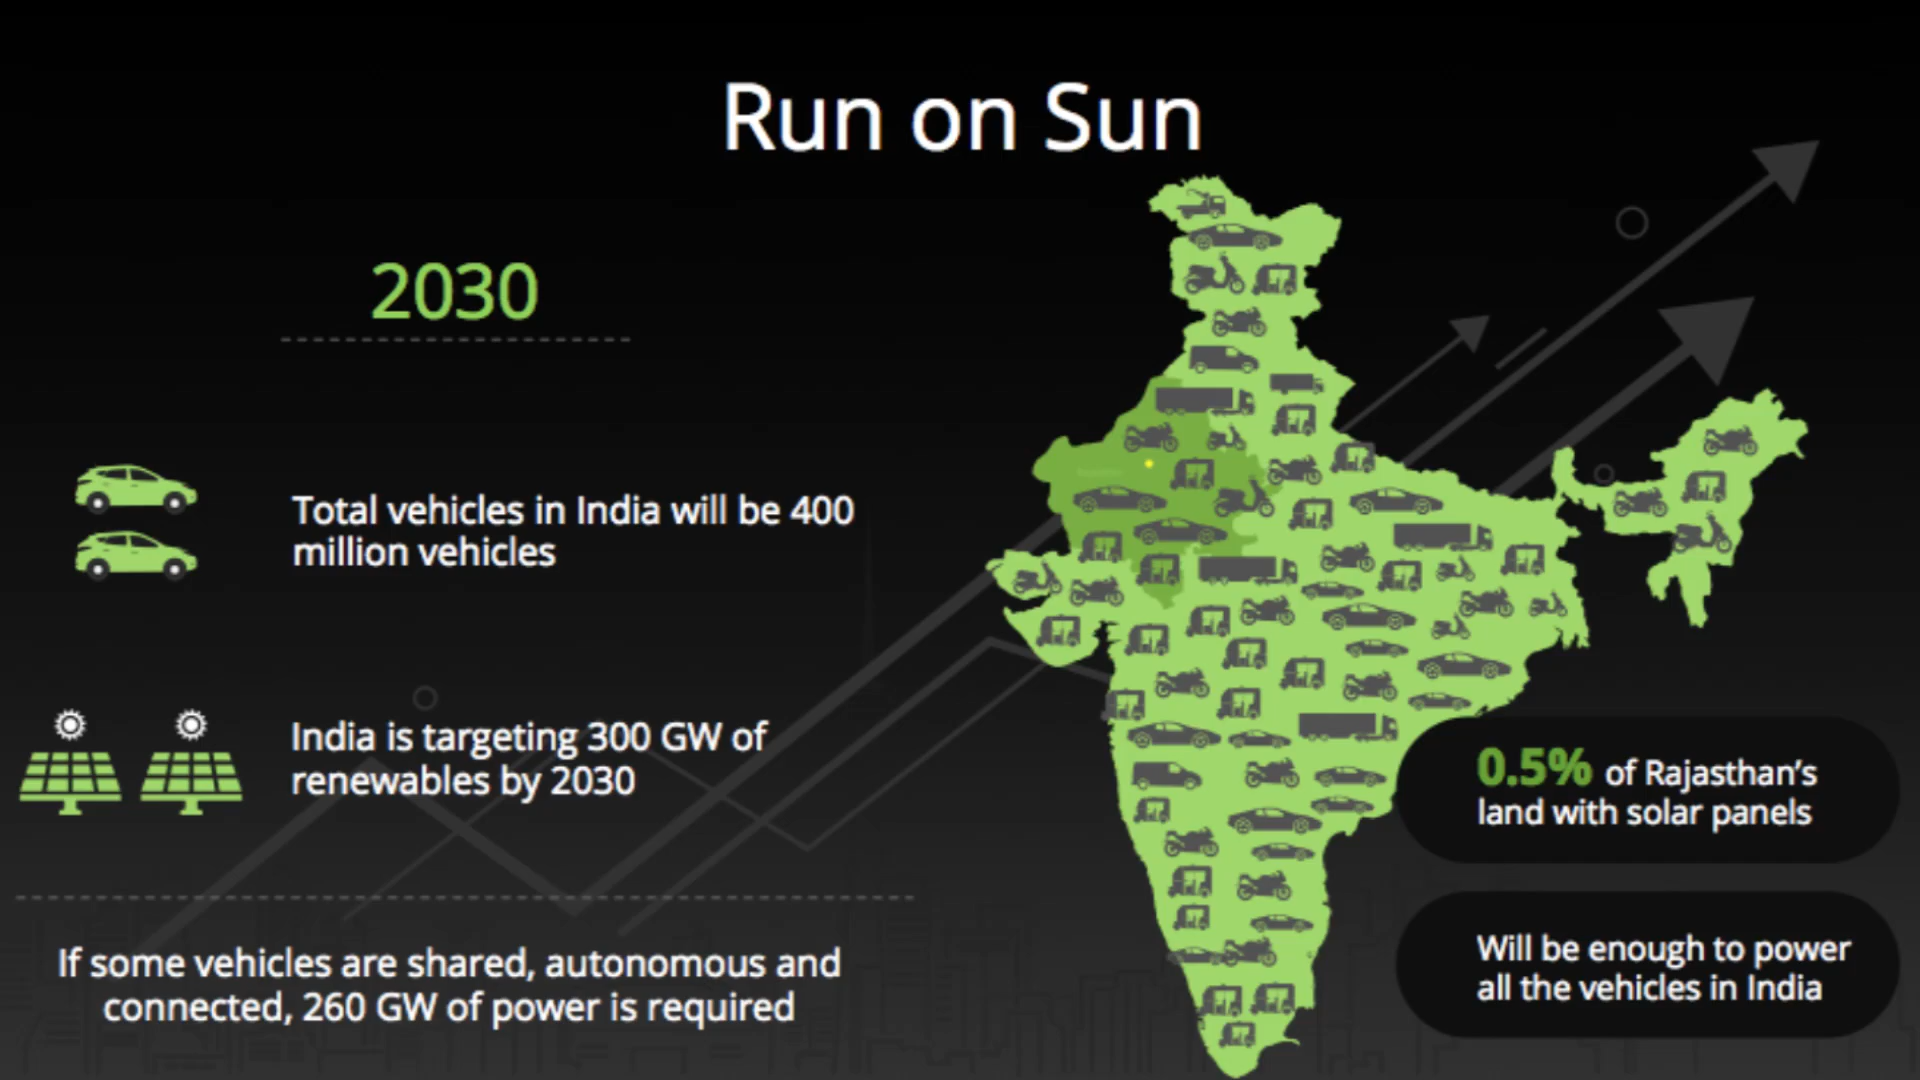 Run on Sun
2030
Total vehicles in India will be 400
million vehicles
India is targeting 300 GW of
renewables by 2030
If some vehicles are shared, autonomous and
connected, 260 GW of power is required
0.5% of Rajasthan's
land with solar panels
Will be enough to power
all the vehicles in India